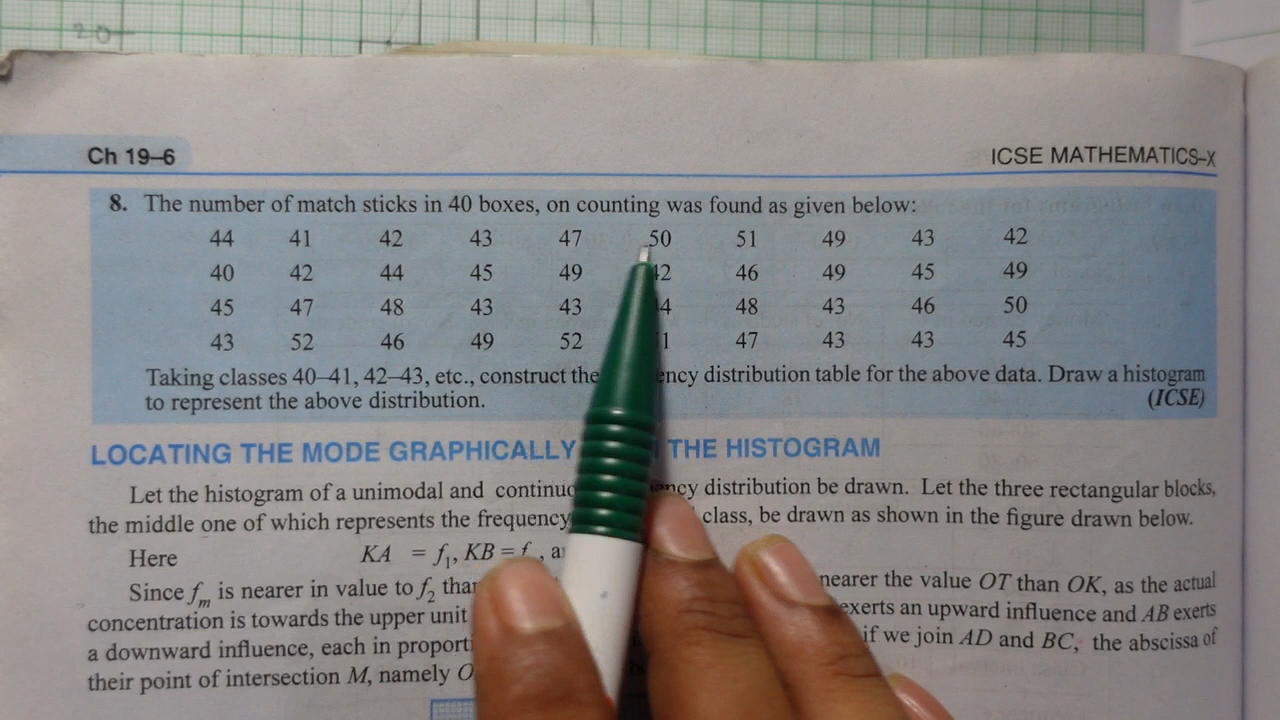 20
Ch 19–6
ICSE MATHEMATICS–X
8. The number of match sticks in 40 boxes, on counting was found as given below:
44 41 42 43 47 50 51 49 43 42
40 42 44 45 49 46 49 45 49
45 47 48 43 43 48 43 46 50
43 52 46 49 52 47 43 43 45
Taking classes 40–41, 42–43, etc., construct the distribution table for the above data. Draw a histogram
to represent the above distribution. (ICSE)
LOCATING THE MODE GRAPHICALLY THE HISTOGRAM
Let the histogram of a unimodal and distribution be drawn. Let the three rectangular blocks,
the middle one of which represents the frequency class, be drawn as shown in the figure drawn below.
Here KA = f₁, KB = f
Since fₘ is nearer in value to f₂ nearer the value OT than OK, as the actual
concentration is towards the upper unit exerts an upward influence and AB exerts
a downward influence, each in if we join AD and BC, the abscissa of
their point of intersection M, namely